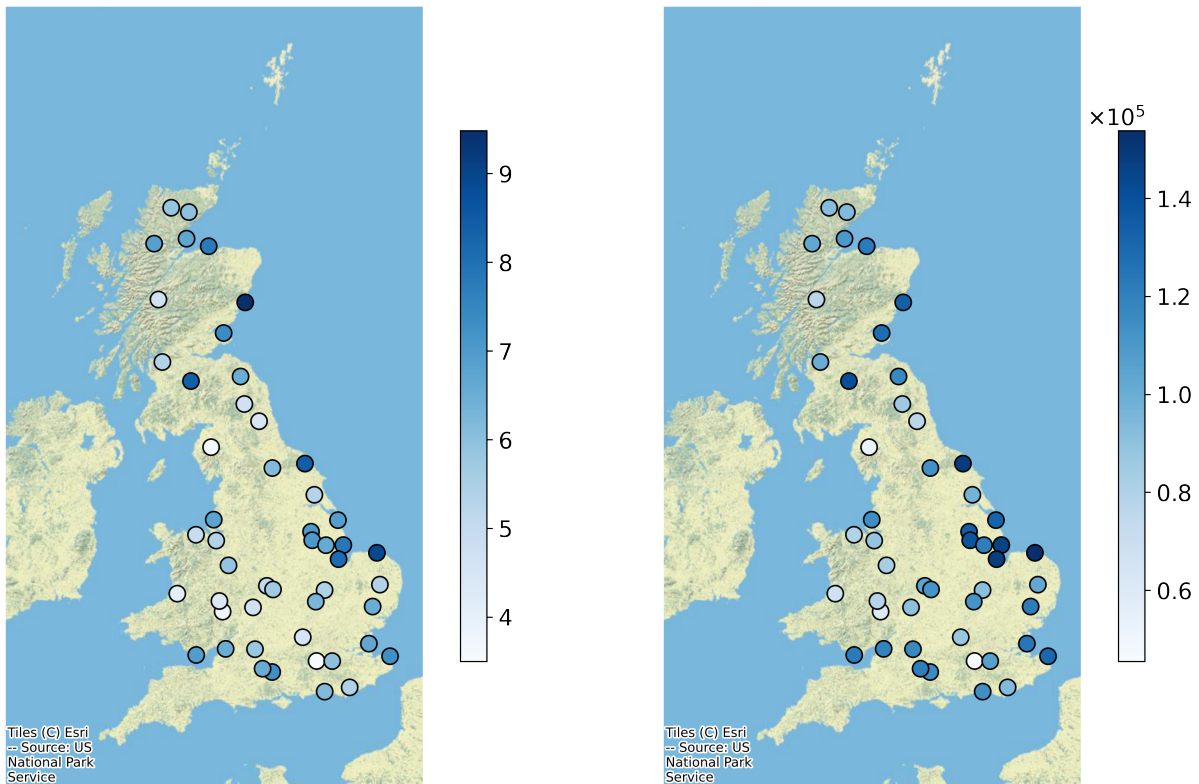 9
8
7
6
5
4
Tiles (C) Esri
-- Source: US
National Park
Service
×10⁵
1.4
1.2
1.0
0.8
0.6
Tiles (C) Esri
-- Source: US
National Park
Service